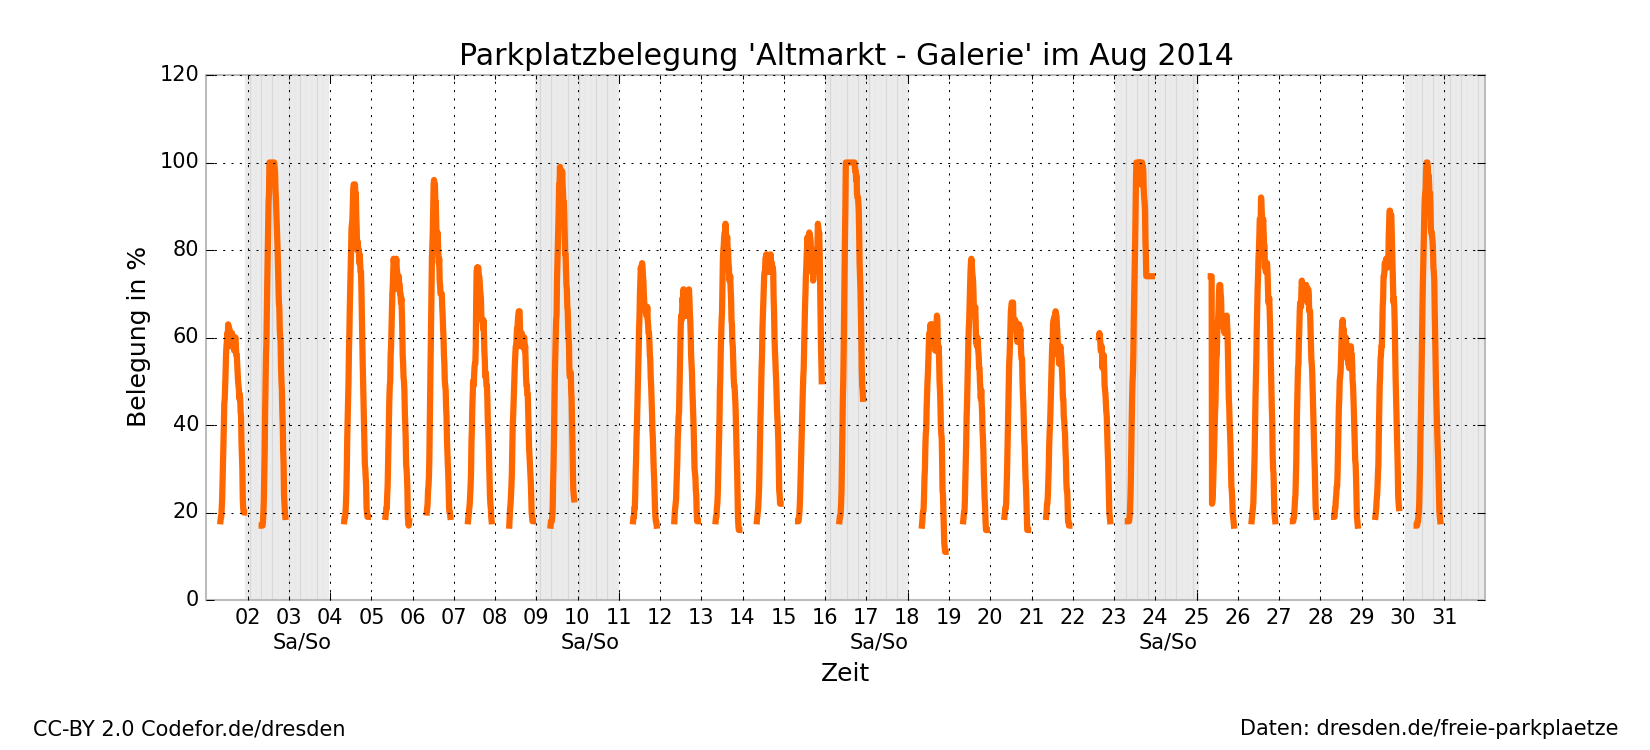 Parkplatzbelegung 'Altmarkt - Galerie' im Aug 2014
120
100
80
60
40
20
0
Belegung in %
02 03 04 05 06 07 08 09 10 11 12 13 14 15 16 17 18 19 20 21 22 23 24 25 26 27 28 29 30 31
Sa/So Sa/So Sa/So Sa/So
Zeit
CC-BY 2.0 Codefor.de/dresden
Daten: dresden.de/freie-parkplaetze